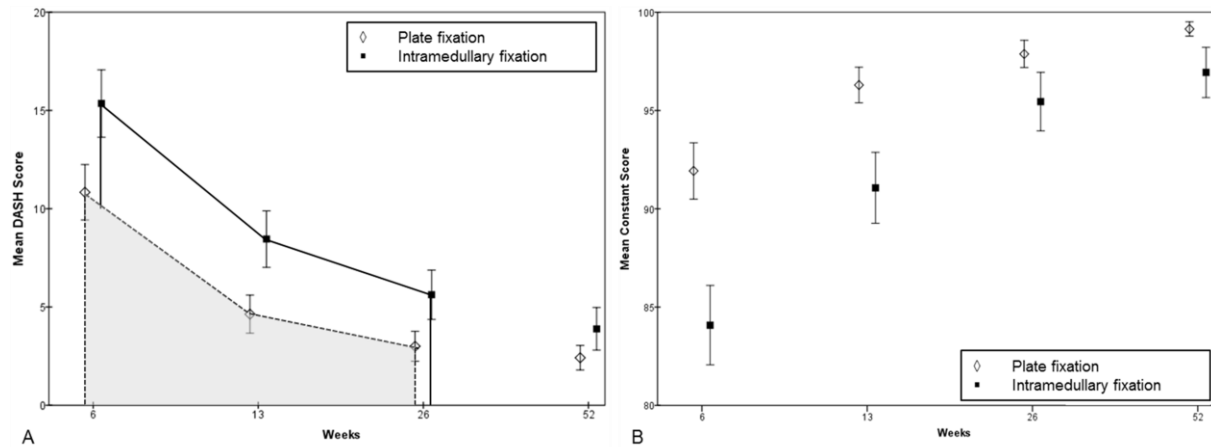 20
15
10
5
0
Mean DASH Score
Plate fixation
Intramedullary fixation
6 13 26 52
Weeks
A
100
95
90
85
80
Mean Constant Score
Plate fixation
Intramedullary fixation
6 13 26 52
Weeks
B